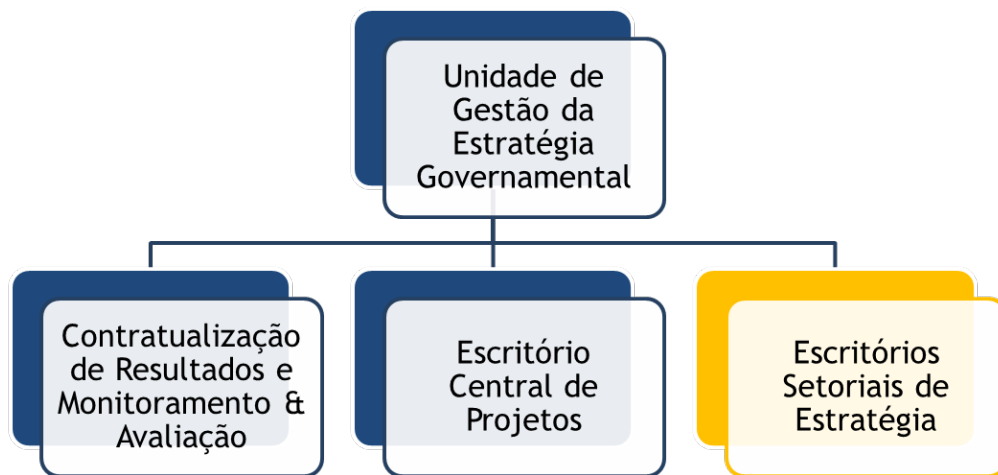 Unidade de
Gestão da
Estratégia
Governamental
Contratualização
de Resultados e
Monitoramento &
Avaliação
Escritório
Central de
Projetos
Escritórios
Setoriais de
Estratégia